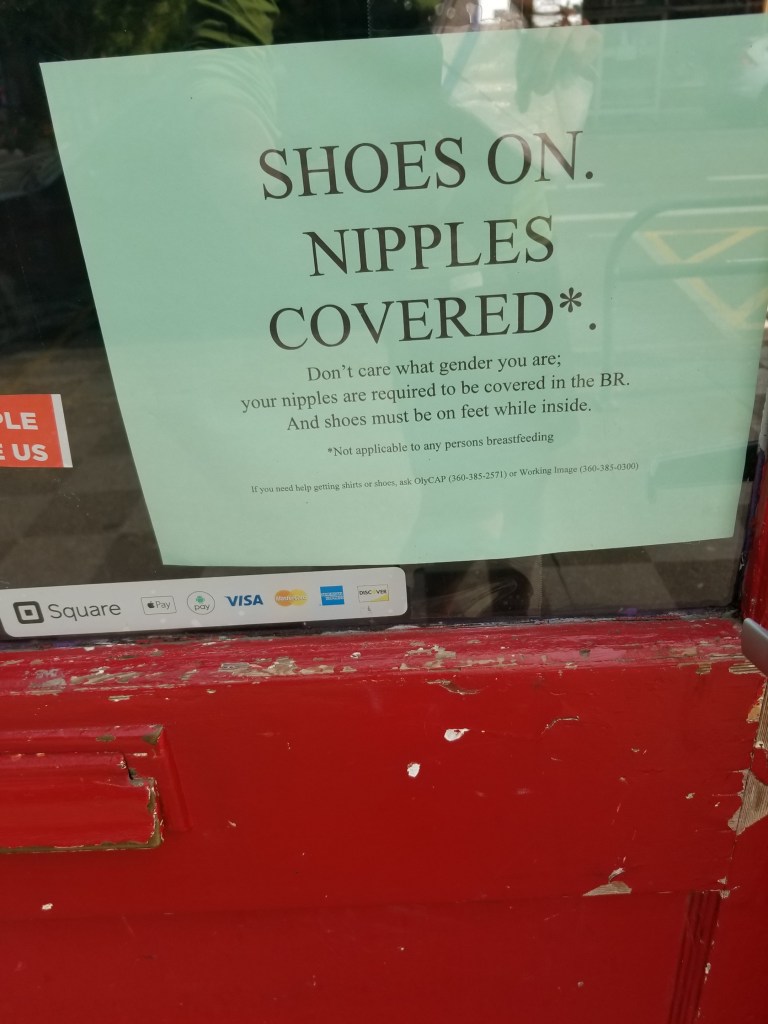 SHOES ON.
NIPPLES
COVERED*.
Don't care what gender you are;
your nipples are required to be covered in the BR.
And shoes must be on feet while inside.
*Not applicable to any persons breastfeeding
If you need help getting shirts or shoes, ask OlyCAP (360-385-2571) or Working Image (360-385-0300)
PLE
E US
Square
Pay
pay
VISA
MasterCard
DISCOVER